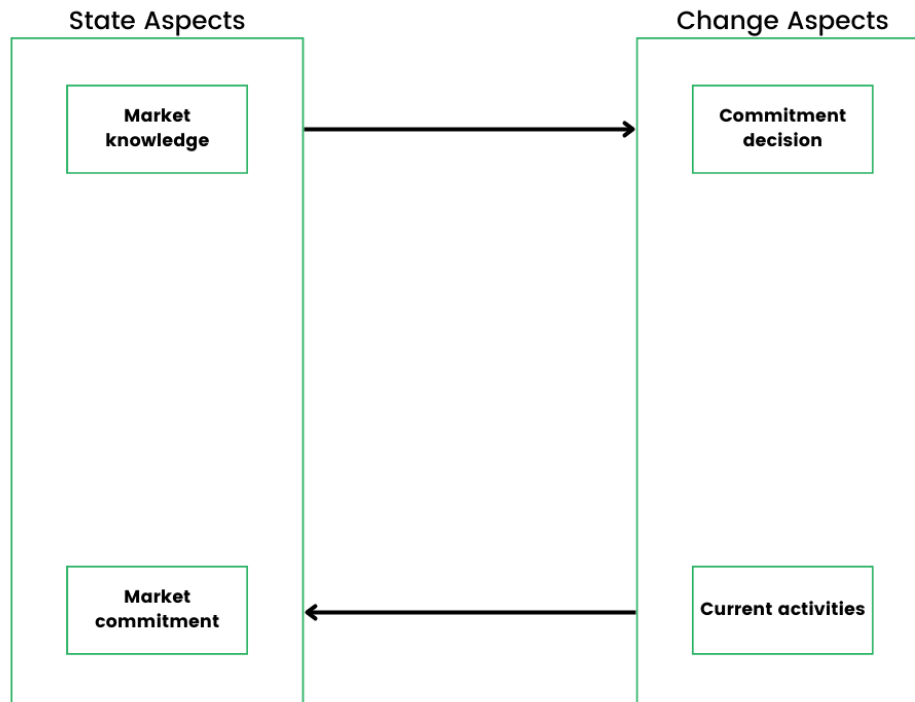 State Aspects
Change Aspects
Market
knowledge
Commitment
decision
Market
commitment
Current activities